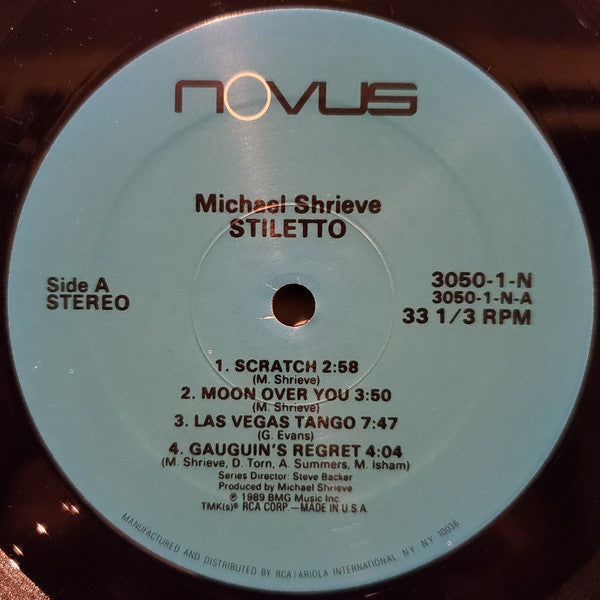 NOVUS
Michael Shrieve
STILETTO
Side A
STEREO
3050-1-N
3050-1-N-A
33 1/3 RPM
1. SCRATCH 2:58
(M. Shrieve)
2. MOON OVER YOU 3:50
(M. Shrieve)
3. LAS VEGAS TANGO 7:47
(G. Evans)
4. GAUGUIN'S REGRET 4:04
(M. Shrieve, D. Torn, A. Summers, M. Isham)
Series Director: Steve Backer
Produced by Michael Shrieve
℗ 1989 BMG Music Inc.
TMK(s)® RCA CORP —MADE IN U.S.A.
MANUFACTURED AND DISTRIBUTED BY RCA / ARIOLA INTERNATIONAL, NY, N.Y. 10036